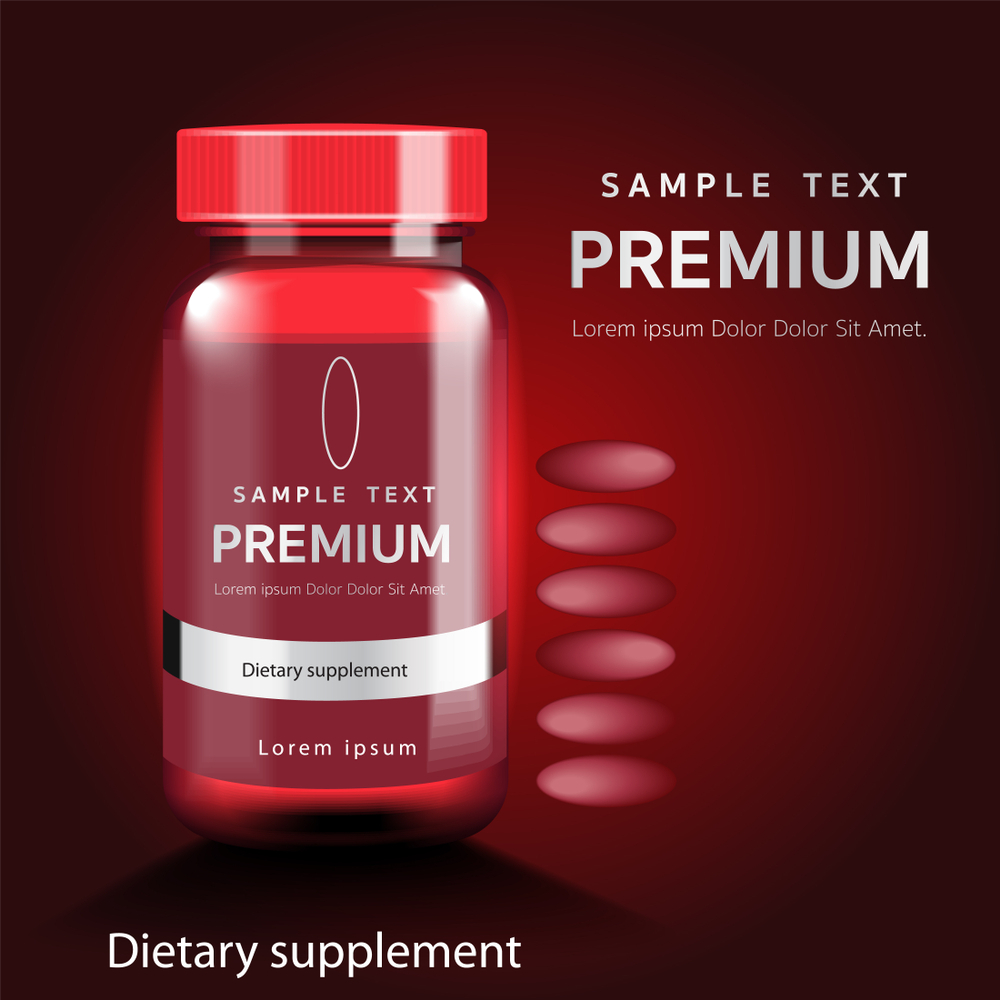 SAMPLE TEXT
PREMIUM
Lorem ipsum Dolor Dolor Sit Amet.
SAMPLE TEXT
PREMIUM
Lorem ipsum Dolor Dolor Sit Amet
Dietary supplement
Lorem ipsum
Dietary supplement